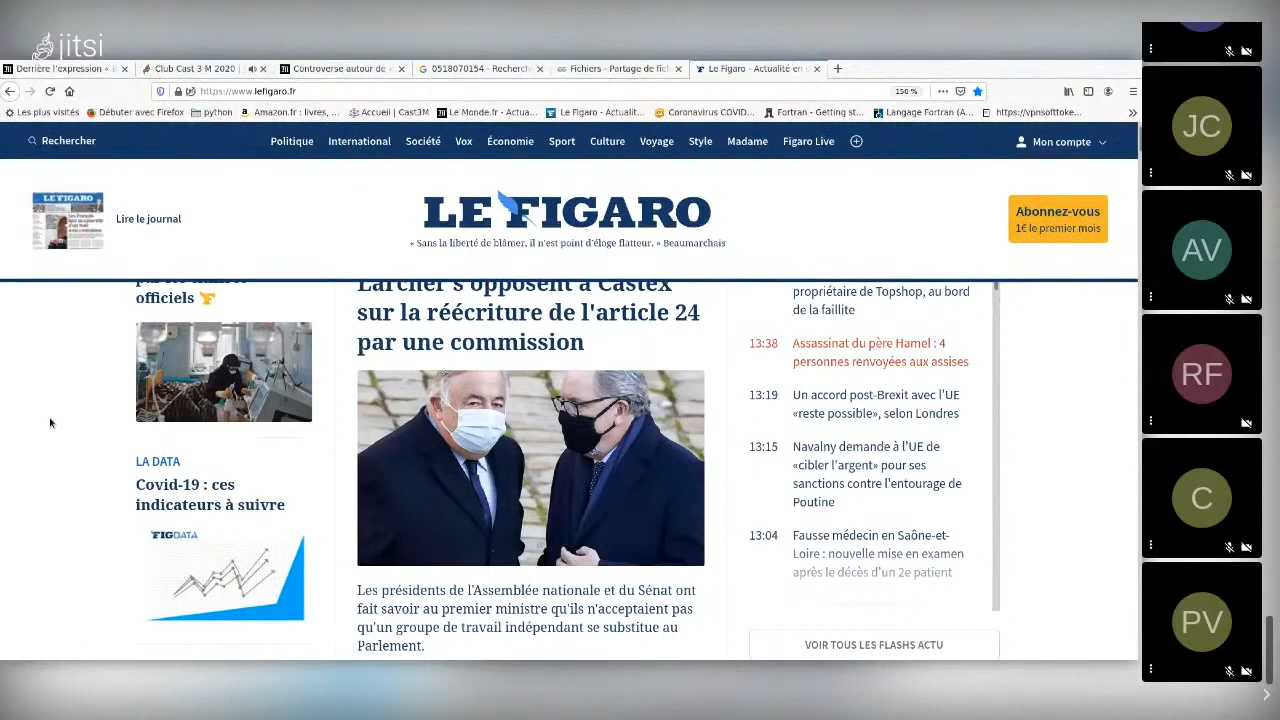 jitsi
Derrière l'expression « B
Club Cast 3 M 2020 |
Controverse autour de «
0518070154 - Recherch
Fichiers - Partage de fich
Le Figaro - Actualité en d
https://www.lefigaro.fr
150 %
Les plus visités
Débuter avec Firefox
python
Amazon.fr : livres, ...
Accueil | Cast3M
Le Monde.fr - Actua...
Le Figaro - Actualit...
Coronavirus COVID...
Fortran - Getting st...
Langage Fortran (A...
https://vpnsofttoke...
Rechercher
Politique
International
Société
Vox
Économie
Sport
Culture
Voyage
Style
Madame
Figaro Live
Mon compte
LE FIGARO
Lire le journal
LE FIGARO
« Sans la liberté de blâmer, il n'est point d'éloge flatteur. » Beaumarchais
Abonnez-vous
1€ le premier mois
officiels
LA DATA
Covid-19 : ces
indicateurs à suivre
FIGDATA
Larcher s'opposent à Castex
sur la réécriture de l'article 24
par une commission
Les présidents de l'Assemblée nationale et du Sénat ont
fait savoir au premier ministre qu'ils n'acceptaient pas
qu'un groupe de travail indépendant se substitue au
Parlement.
propriétaire de Topshop, au bord
de la faillite
13:38 Assassinat du père Hamel : 4
personnes renvoyées aux assises
13:19 Un accord post-Brexit avec l'UE
«reste possible», selon Londres
13:15 Navalny demande à l'UE de
«cibler l'argent» pour ses
sanctions contre l'entourage de
Poutine
13:04 Fausse médecin en Saône-et-
Loire : nouvelle mise en examen
après le décès d'un 2e patient
VOIR TOUS LES FLASHS ACTU
JC
AV
RF
C
PV